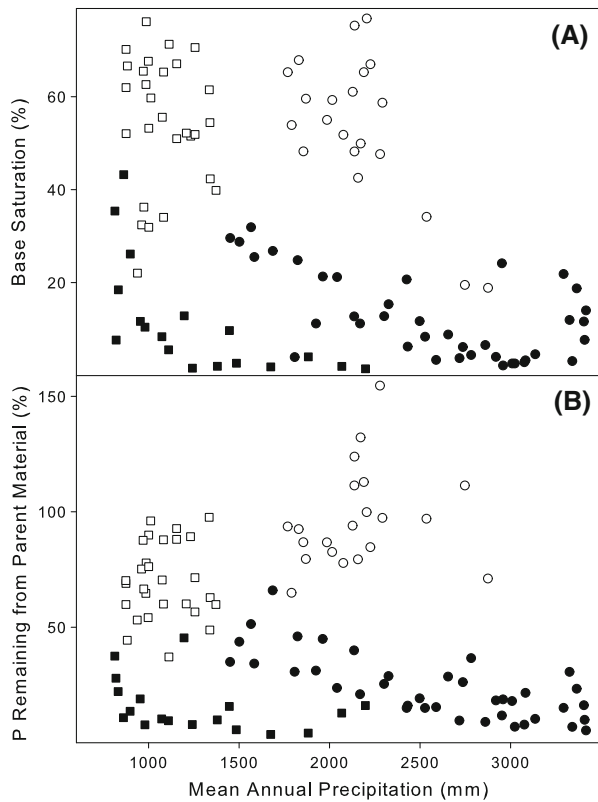 (A)
Base Saturation (%)
60
40
20
(B)
P Remaining from Parent Material (%)
150
100
50
1000 1500 2000 2500 3000
Mean Annual Precipitation (mm)